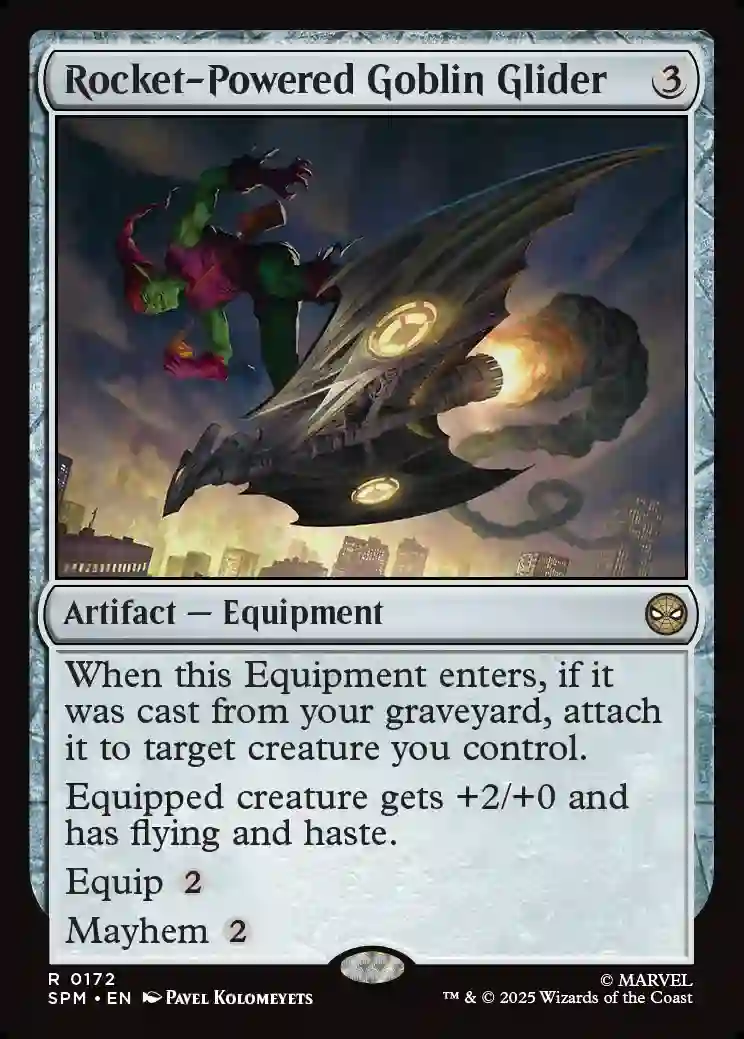 Rocket-Powered Goblin Glider 3
Artifact — Equipment
When this Equipment enters, if it
was cast from your graveyard, attach
it to target creature you control.
Equipped creature gets +2/+0 and
has flying and haste.
Equip 2
Mayhem 2
R 0172
SPM • EN PAVEL KOLOMEYETS
© MARVEL
™ & © 2025 Wizards of the Coast